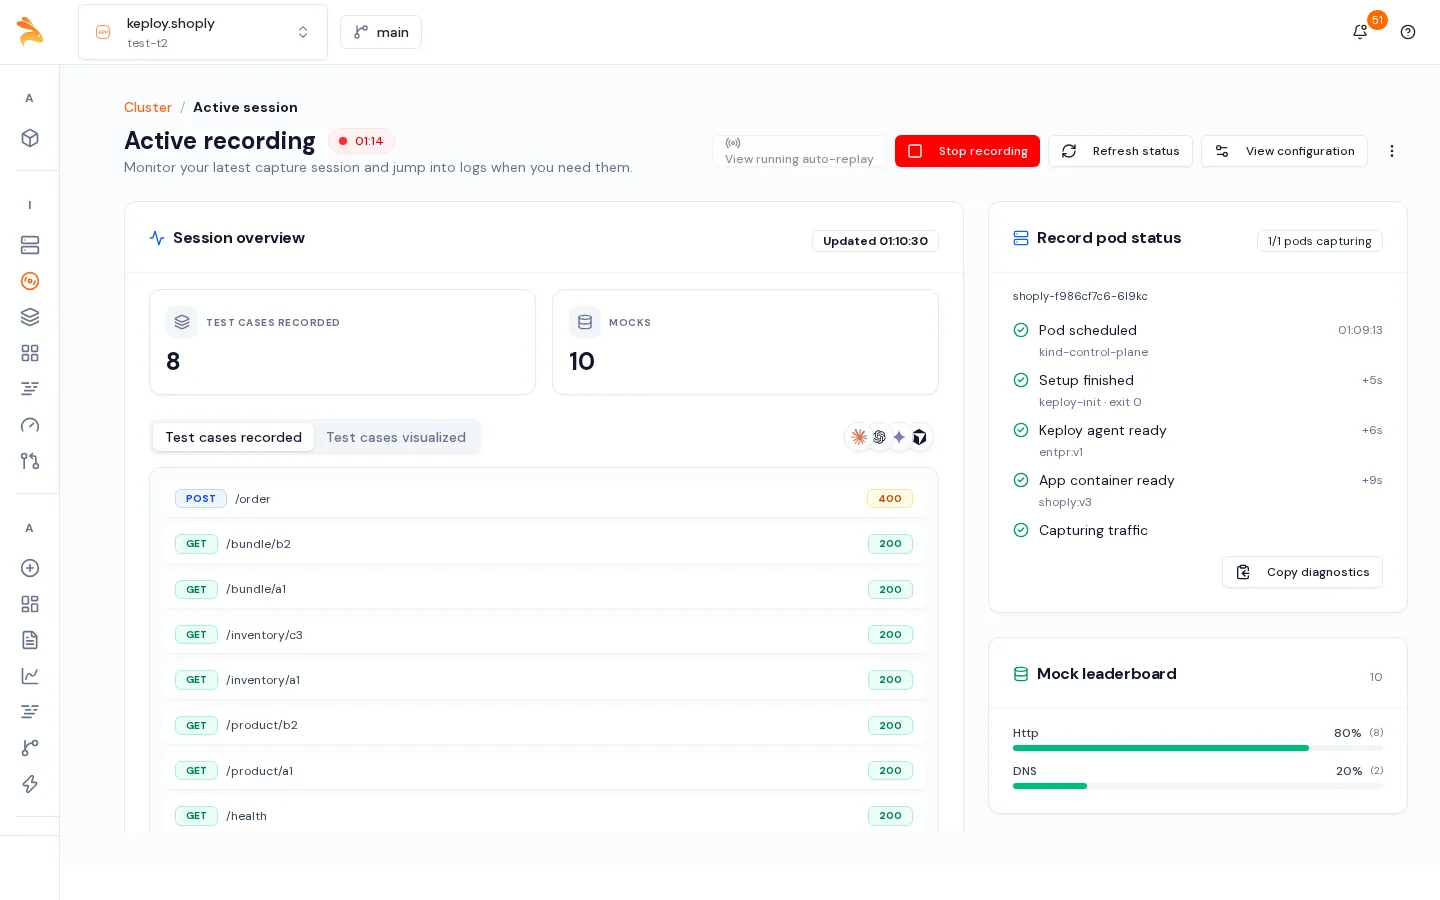 keploy.shoply
test-t2
main
51
A
I
A
APP
Cluster / Active session
Active recording
01:14
Monitor your latest capture session and jump into logs when you need them.
View running auto-replay
Stop recording
Refresh status
View configuration
Session overview
Updated 01:10:30
TEST CASES RECORDED
8
MOCKS
10
Test cases recorded
Test cases visualized
POST /order 400
GET /bundle/b2 200
GET /bundle/a1 200
GET /inventory/c3 200
GET /inventory/a1 200
GET /product/b2 200
GET /product/a1 200
GET /health 200
Record pod status
1/1 pods capturing
shoply-f986cf7c6-6l9kc
Pod scheduled 01:09:13
kind-control-plane
Setup finished +5s
keploy-init · exit 0
Keploy agent ready +6s
entpr:v1
App container ready +9s
shoply:v3
Capturing traffic
Copy diagnostics
Mock leaderboard
10
Http 80% (8)
DNS 20% (2)